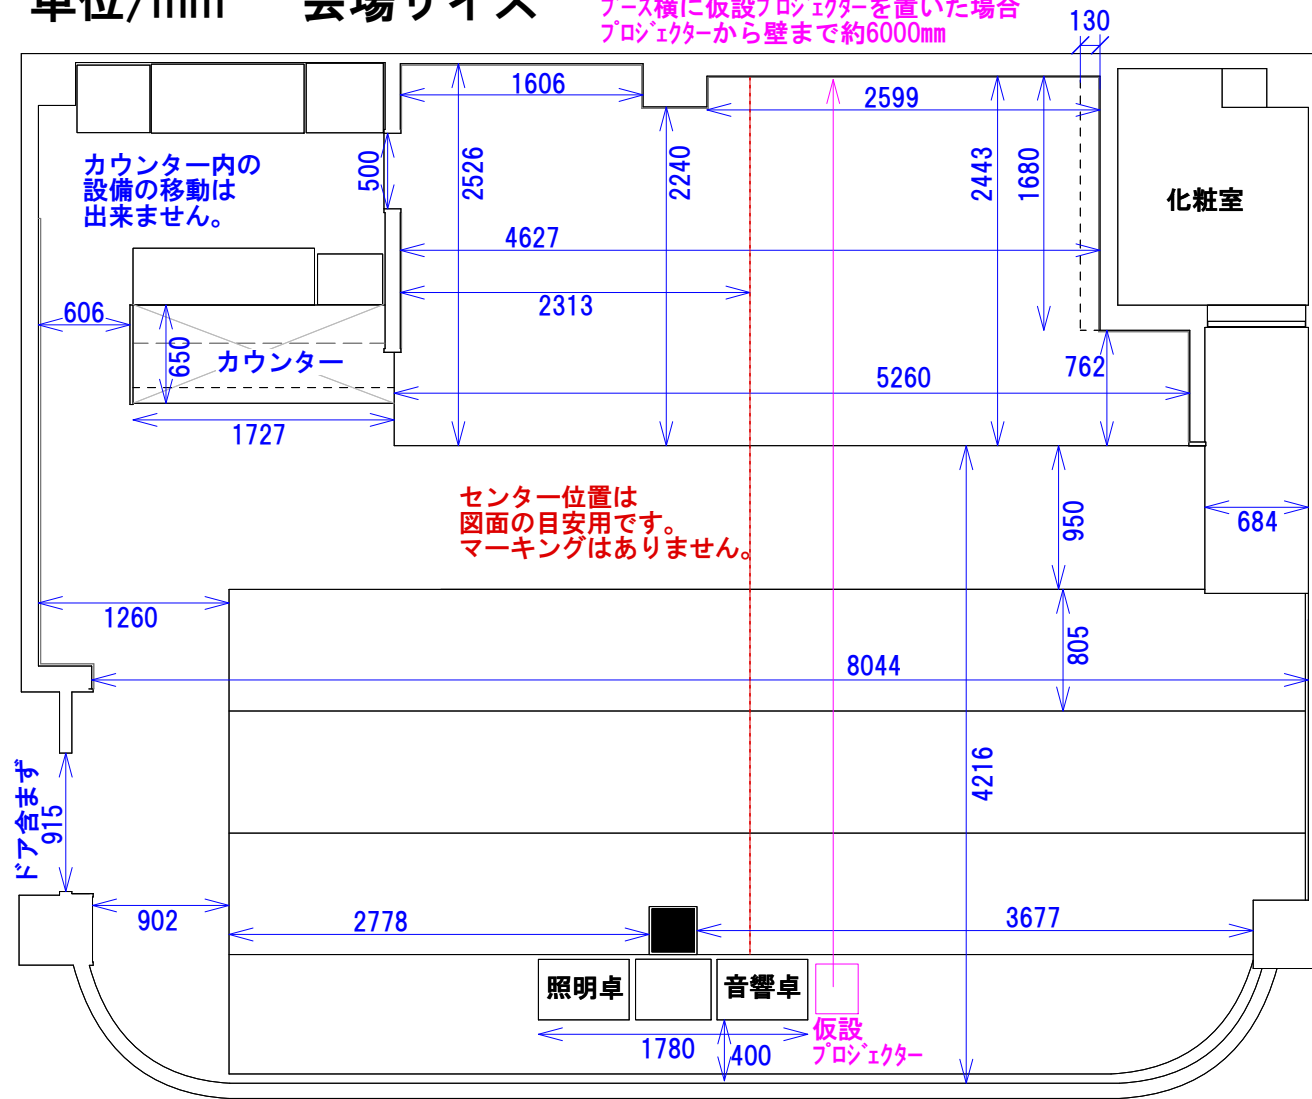 単位/mm　会場サイズ
ブース横に仮設ﾌﾟﾛｼﾞｪｸﾀｰを置いた場合
ﾌﾟﾛｼﾞｪｸﾀｰから壁まで約6000mm
130
1606
2599
カウンター内の
設備の移動は
出来ません。
500
2526
2240
2443
1680
化粧室
4627
2313
606
650
カウンター
762
5260
1727
センター位置は
図面の目安用です。
マーキングはありません。
950
684
1260
805
8044
4216
ドア含まず
915
902
2778
3677
照明卓
音響卓
仮設
ﾌﾟﾛｼﾞｪｸﾀｰ
1780
400